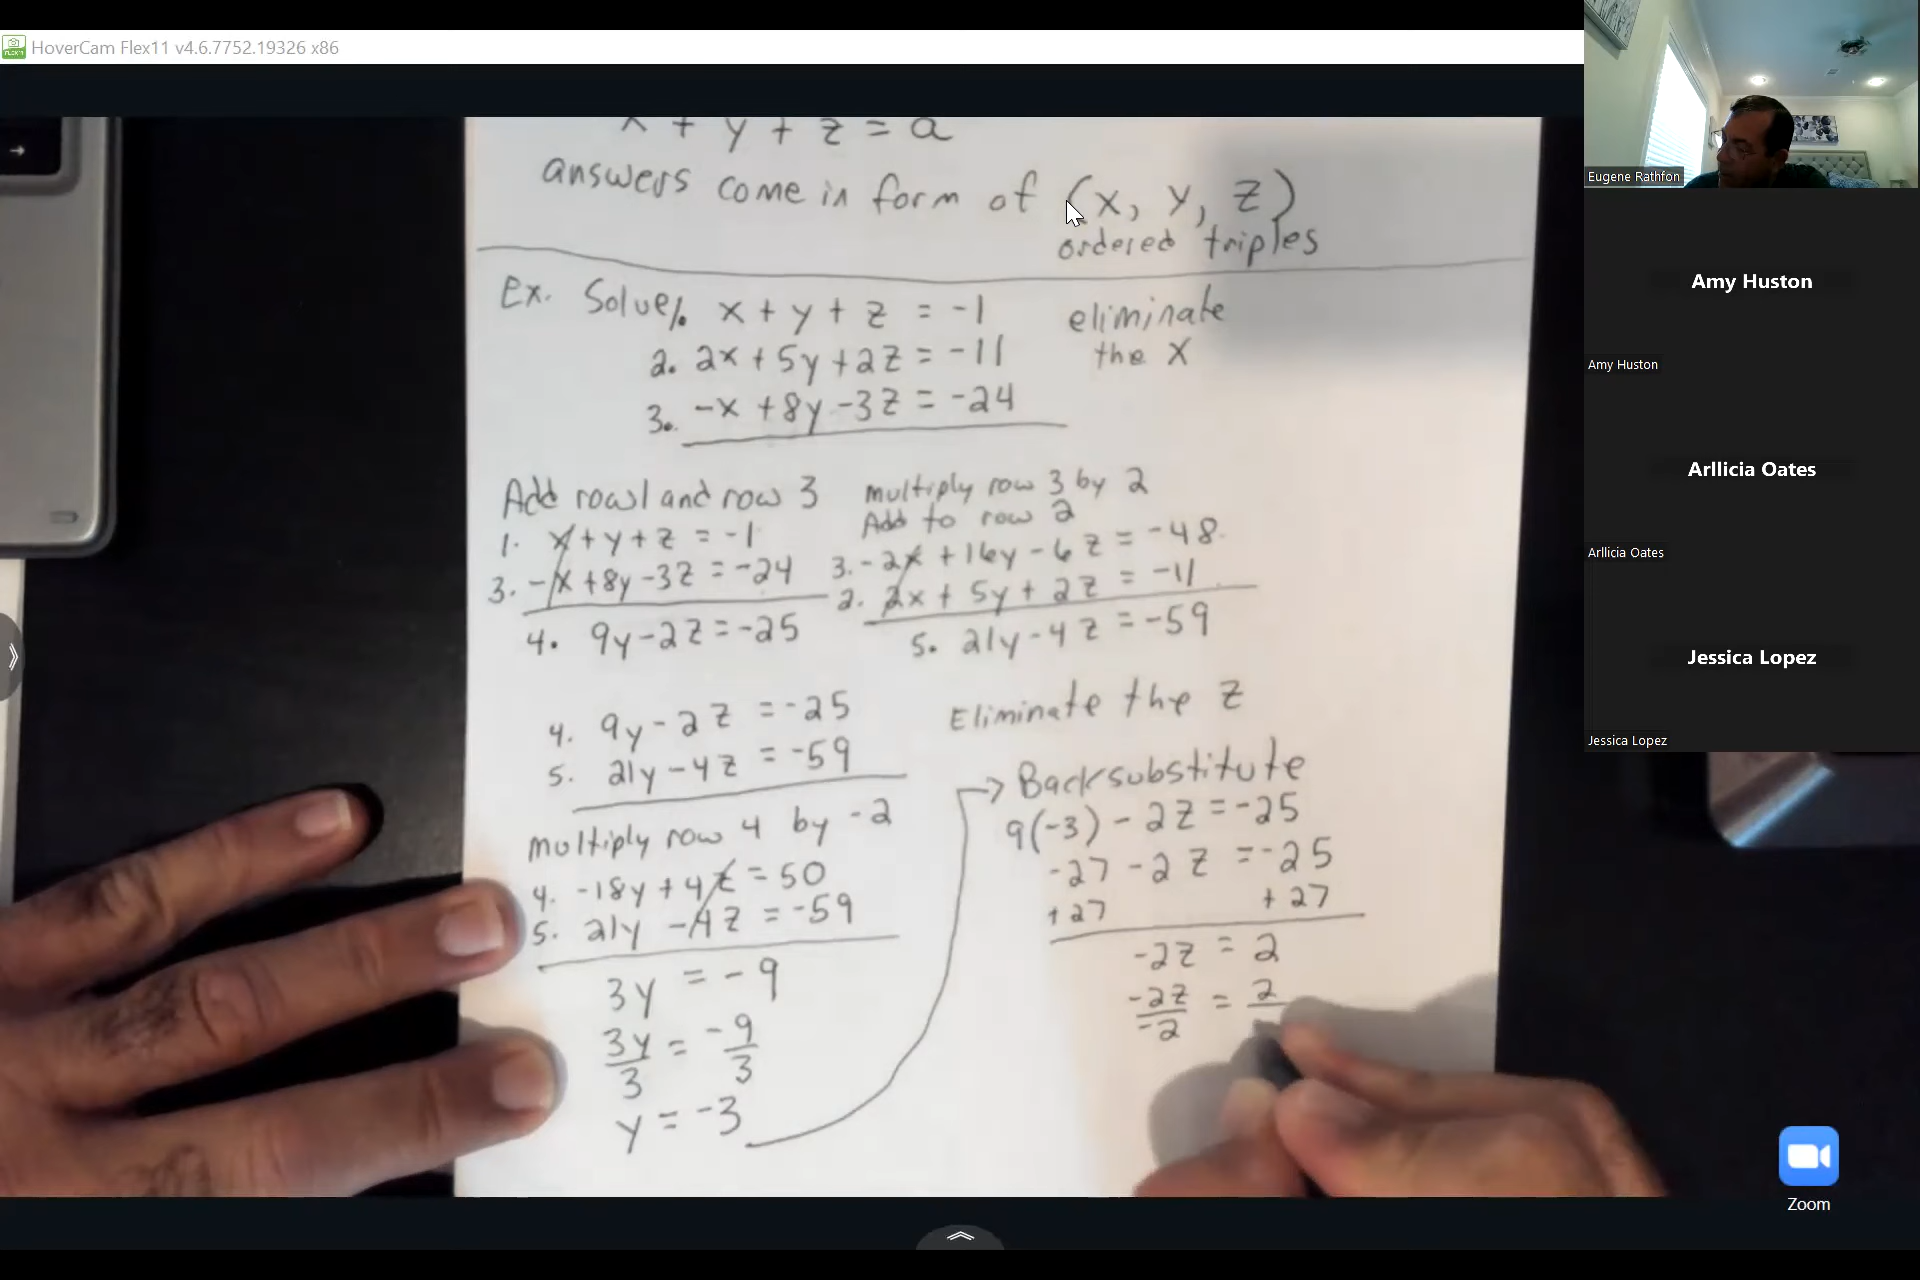 HoverCam Flex11 v4.6.7752.19326 x86
x + y + z = a
answers come in form of (x, y, z)
ordered triples
Ex. Solve: x + y + z = -1
2. 2x + 5y + 2z = -11
3. -x + 8y - 3z = -24
eliminate
the x
Add row 1 and row 3
1. x + y + z = -1
3. -x + 8y - 3z = -24
4. 9y - 2z = -25
Multiply row 3 by 2
Add to row 2
3. -2x + 16y - 6z = -48
2. 2x + 5y + 2z = -11
5. 21y - 4z = -59
4. 9y - 2z = -25
5. 21y - 4z = -59
Eliminate the z
Multiply row 4 by -2
4. -18y + 4z = 50
5. 21y - 4z = -59
3y = -9
3y/3 = -9/3
y = -3
→ Backsubstitute
9(-3) - 2z = -25
-27 - 2z = -25
+27 +27
-2z = 2
-2z/-2 = 2/
Eugene Rathfon
Amy Huston
Amy Huston
Arllicia Oates
Arllicia Oates
Jessica Lopez
Jessica Lopez
Zoom